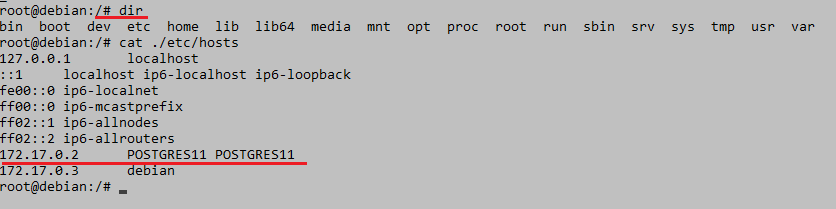 root@debian:/# dir
bin  boot  dev  etc  home  lib  lib64  media  mnt  opt  proc  root  run  sbin  srv  sys  tmp  usr  var
root@debian:/# cat ./etc/hosts
127.0.0.1       localhost
::1     localhost ip6-localhost ip6-loopback
fe00::0 ip6-localnet
ff00::0 ip6-mcastprefix
ff02::1 ip6-allnodes
ff02::2 ip6-allrouters
172.17.0.2      POSTGRES11 POSTGRES11
172.17.0.3      debian
root@debian:/#